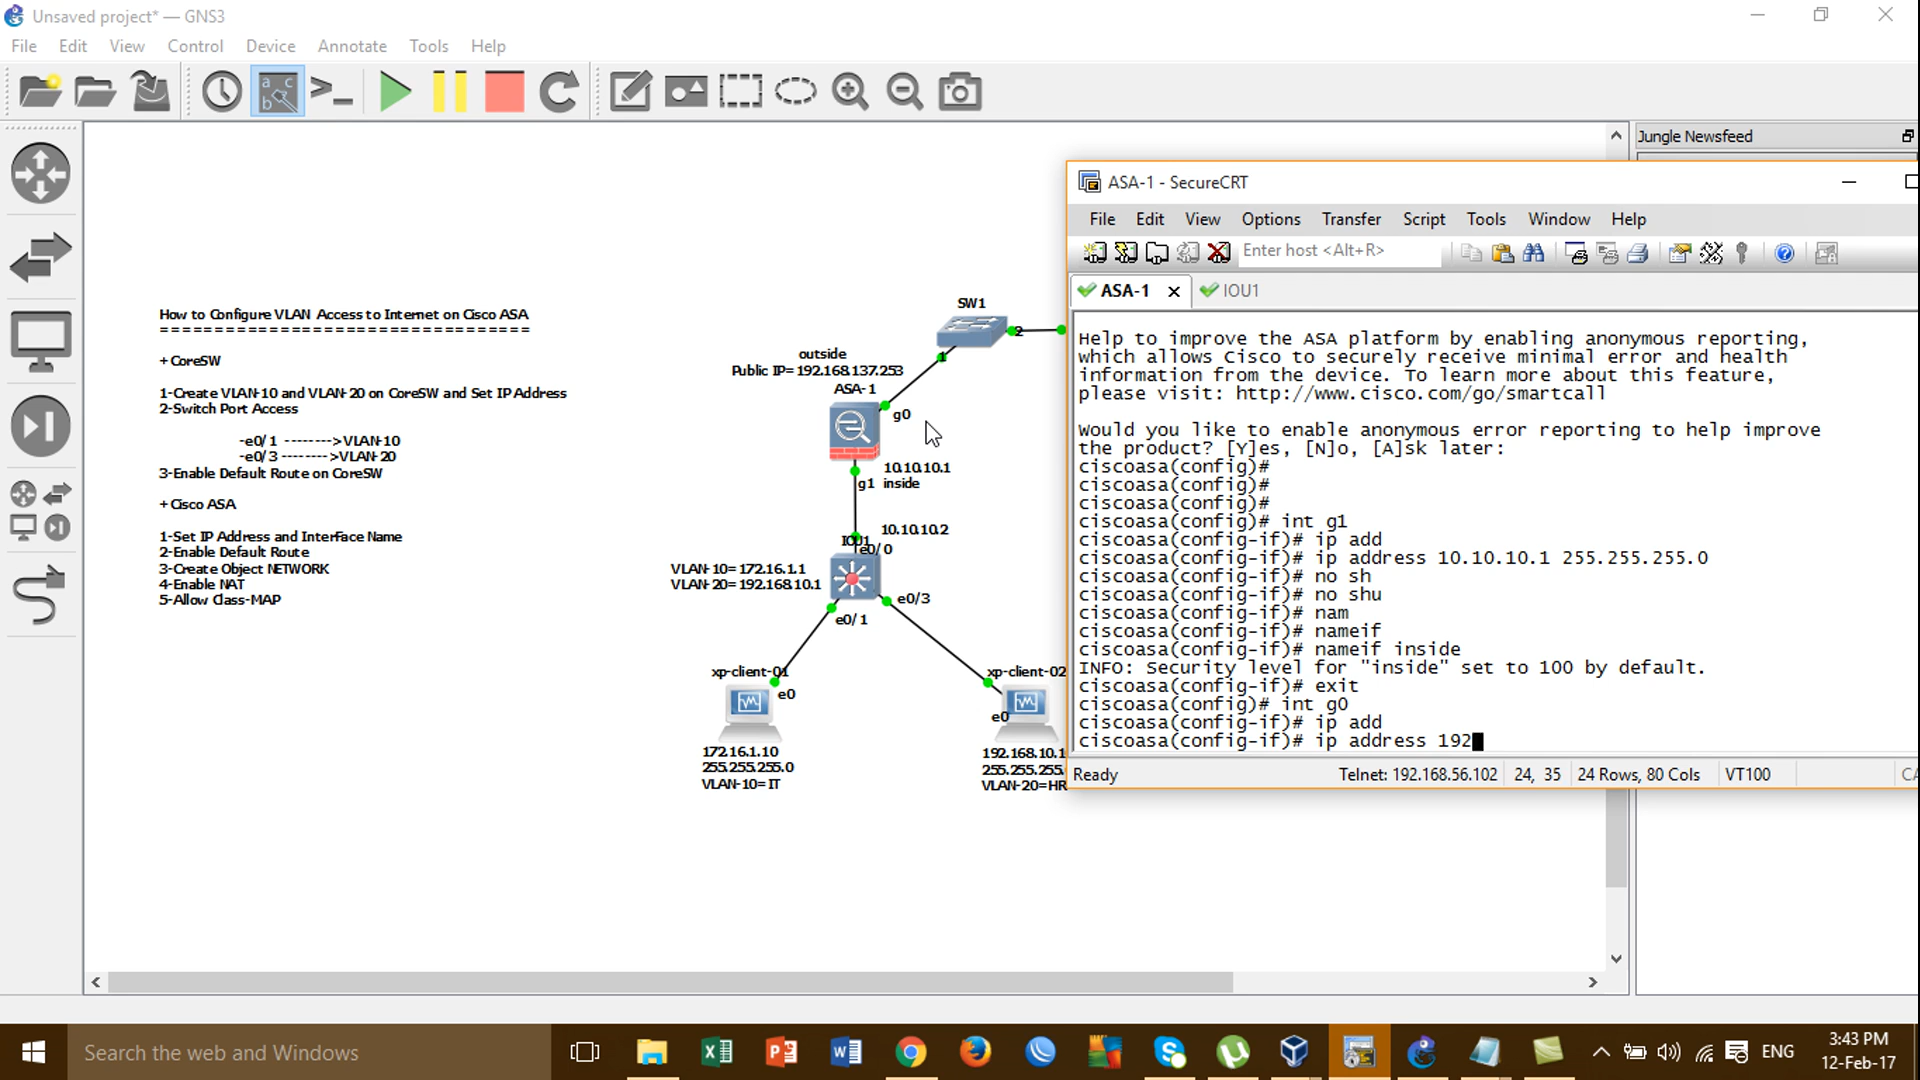 Unsaved project* — GNS3
File Edit View Control Device Annotate Tools Help
Jungle Newsfeed
How to Configure VLAN Access to Internet on Cisco ASA
==================================
+ CoreSW
1-Create VLAN-10 and VLAN-20 on CoreSW and Set IP Address
2-Switch Port Access
-e0/1 -------->VLAN-10
-e0/3 -------->VLAN-20
3-Enable Default Route on CoreSW
+ Cisco ASA
1-Set IP Address and Interface Name
2-Enable Default Route
3-Create Object NETWORK
4-Enable NAT
5-Allow Class-MAP
SW1
2
1
outside
Public IP= 192.168.137.253
ASA-1
g0
10.10.10.1
g1 inside
10.10.10.2
IOU1
e0/0
VLAN-10= 172.16.1.1
VLAN-20= 192.168.10.1
e0/3
e0/1
xp-client-01
e0
172.16.1.10
255.255.255.0
VLAN-10= IT
xp-client-02
e0
192.168.10.1
255.255.255.
VLAN-20=HR
ASA-1 - SecureCRT
File Edit View Options Transfer Script Tools Window Help
Enter host <Alt+R>
ASA-1 IOU1
Help to improve the ASA platform by enabling anonymous reporting,
which allows Cisco to securely receive minimal error and health
information from the device. To learn more about this feature,
please visit: http://www.cisco.com/go/smartcall
Would you like to enable anonymous error reporting to help improve
the product? [Y]es, [N]o, [A]sk later:
ciscoasa(config)#
ciscoasa(config)#
ciscoasa(config)#
ciscoasa(config)# int g1
ciscoasa(config-if)# ip add
ciscoasa(config-if)# ip address 10.10.10.1 255.255.255.0
ciscoasa(config-if)# no sh
ciscoasa(config-if)# no shu
ciscoasa(config-if)# nam
ciscoasa(config-if)# nameif
ciscoasa(config-if)# nameif inside
INFO: Security level for "inside" set to 100 by default.
ciscoasa(config-if)# exit
ciscoasa(config)# int g0
ciscoasa(config-if)# ip add
ciscoasa(config-if)# ip address 192
Ready Telnet: 192.168.56.102 24, 35 24 Rows, 80 Cols VT100 CA
Search the web and Windows
ENG
3:43 PM
12-Feb-17